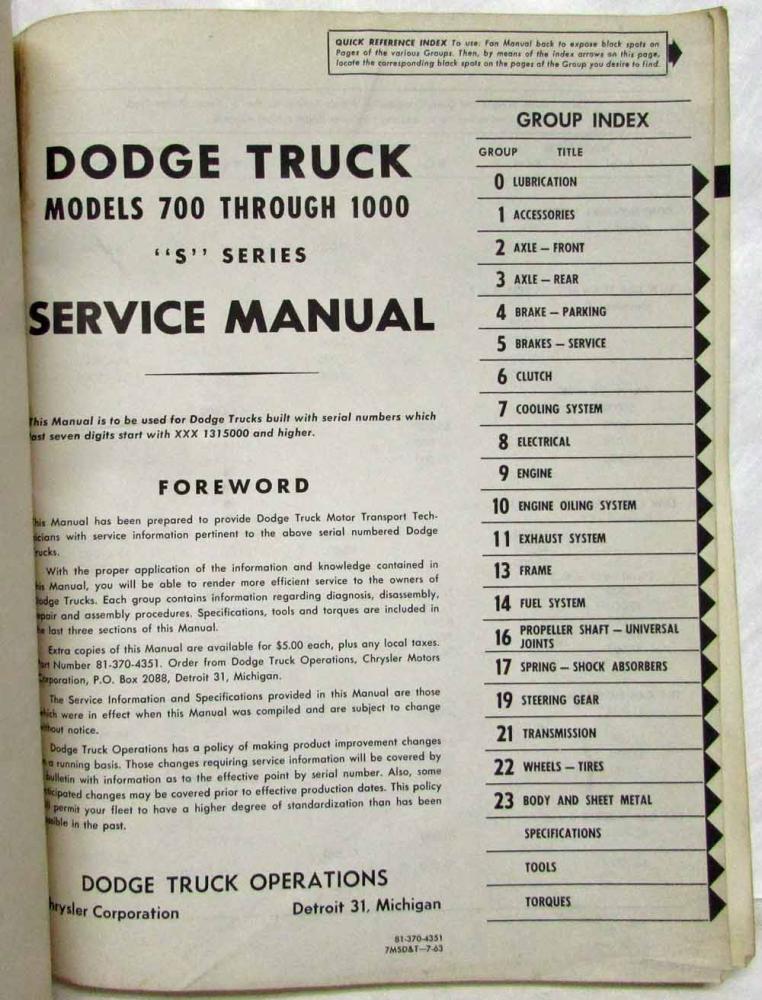 QUICK REFERENCE INDEX To use: Fan Manual back to expose black spots on
Pages of the various Groups. Then, by means of the index arrows on this page,
locate the corresponding black spots on the pages of the Group you desire to find.
DODGE TRUCK
MODELS 700 THROUGH 1000
"S" SERIES
SERVICE MANUAL
This Manual is to be used for Dodge Trucks built with serial numbers which
last seven digits start with XXX 1315000 and higher.
FOREWORD
This Manual has been prepared to provide Dodge Truck Motor Transport Tech-
nicians with service information pertinent to the above serial numbered Dodge
Trucks.
With the proper application of the information and knowledge contained in
this Manual, you will be able to render more efficient service to the owners of
Dodge Trucks. Each group contains information regarding diagnosis, disassembly,
repair and assembly procedures. Specifications, tools and torques are included in
the last three sections of this Manual.
Extra copies of this Manual are available for $5.00 each, plus any local taxes.
Part Number 81-370-4351. Order from Dodge Truck Operations, Chrysler Motors
Corporation, P.O. Box 2088, Detroit 31, Michigan.
The Service Information and Specifications provided in this Manual are those
which were in effect when this Manual was compiled and are subject to change
without notice.
Dodge Truck Operations has a policy of making product improvement changes
on a running basis. Those changes requiring service information will be covered by
bulletin with information as to the effective point by serial number. Also, some
anticipated changes may be covered prior to effective production dates. This policy
permit your fleet to have a higher degree of standardization than has been
possible in the past.
DODGE TRUCK OPERATIONS
Chrysler Corporation Detroit 31, Michigan
81-370-4351
7M5D&T—7-63
GROUP INDEX
GROUP TITLE
0 LUBRICATION
1 ACCESSORIES
2 AXLE — FRONT
3 AXLE — REAR
4 BRAKE — PARKING
5 BRAKES — SERVICE
6 CLUTCH
7 COOLING SYSTEM
8 ELECTRICAL
9 ENGINE
10 ENGINE OILING SYSTEM
11 EXHAUST SYSTEM
13 FRAME
14 FUEL SYSTEM
16 PROPELLER SHAFT — UNIVERSAL
JOINTS
17 SPRING — SHOCK ABSORBERS
19 STEERING GEAR
21 TRANSMISSION
22 WHEELS — TIRES
23 BODY AND SHEET METAL
SPECIFICATIONS
TOOLS
TORQUES